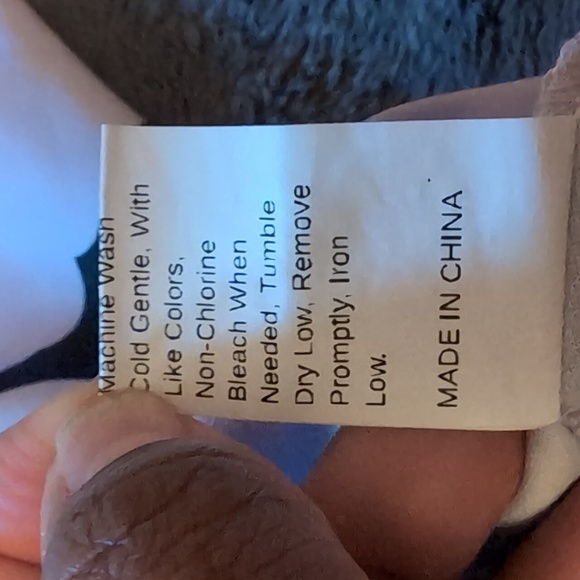 Machine Wash
Cold Gentle, With
Like Colors,
Non-Chlorine
Bleach When
Needed, Tumble
Dry Low, Remove
Promptly, Iron
Low.
MADE IN CHINA